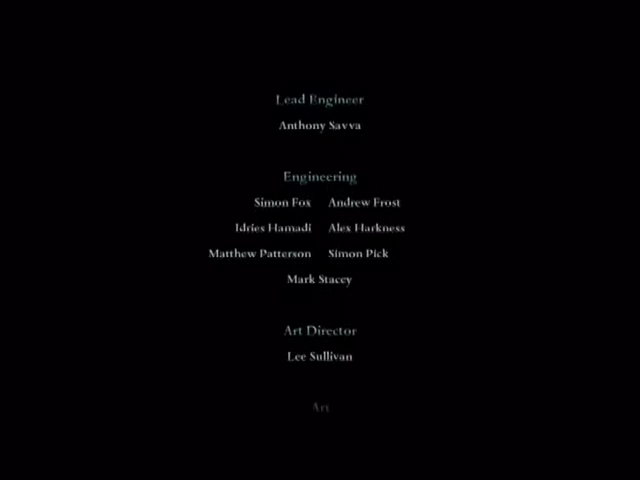 Lead Engineer
Anthony Savva
Engineering
Simon Fox Andrew Frost
Idries Hamadi Alex Harkness
Matthew Patterson Simon Pick
Mark Stacey
Art Director
Lee Sullivan
Art